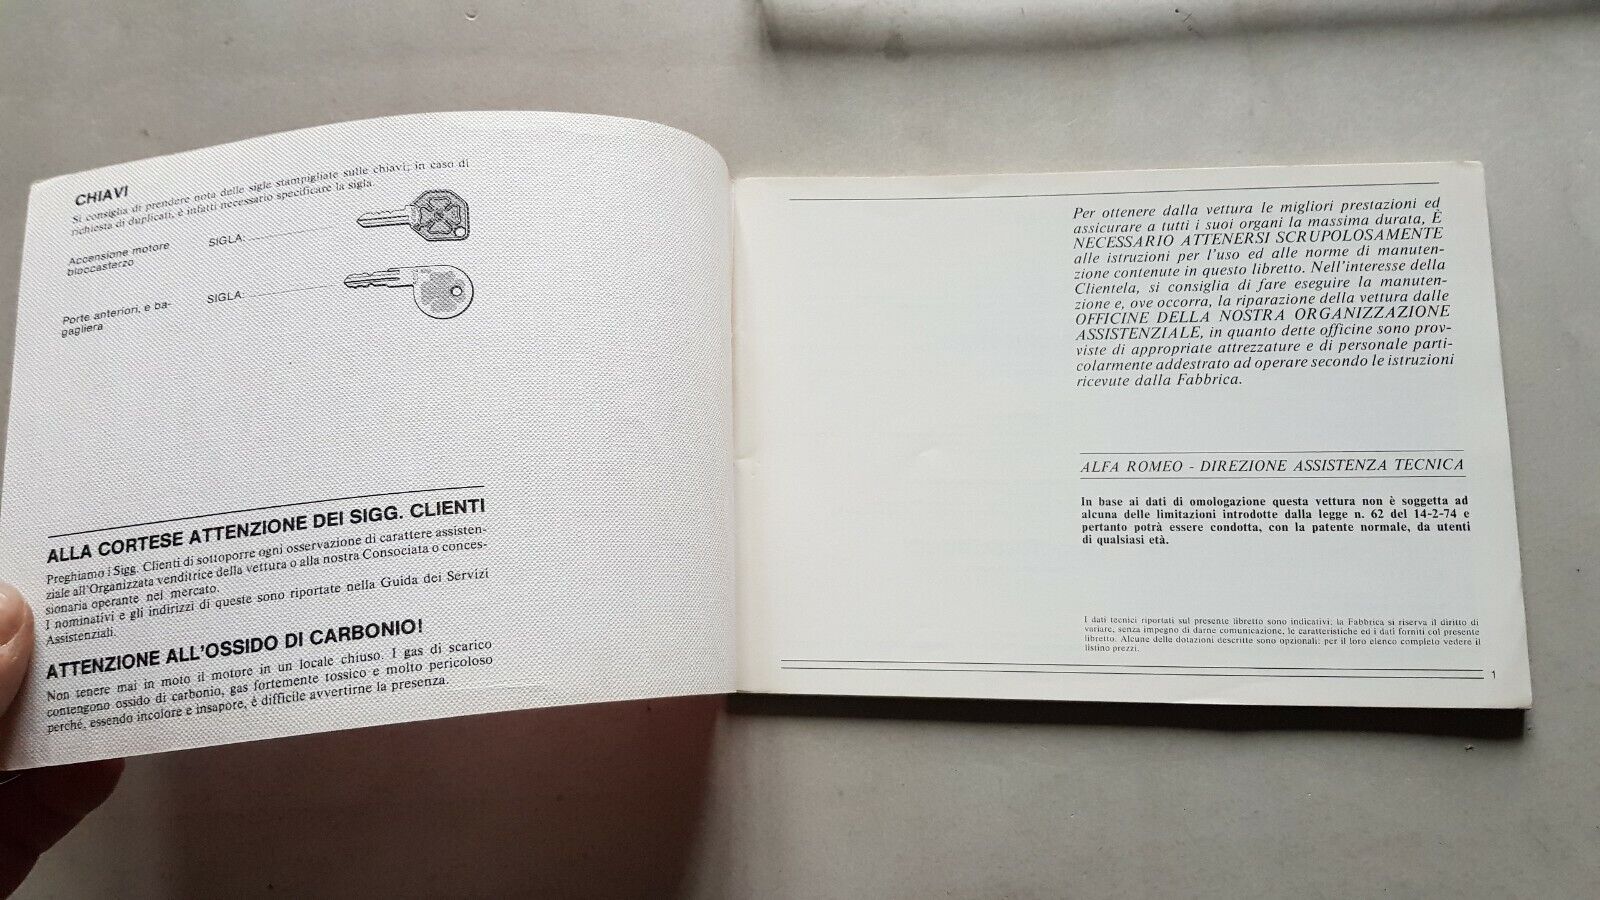 CHIAVI
Si consiglia di prendere nota delle sigle stampigliate sulle chiavi; in caso di
richiesta di duplicati, è infatti necessario specificare la sigla.
Accensione motore
bloccasterzo
SIGLA:
Porte anteriori, e ba-
gagliera
SIGLA:
ALLA CORTESE ATTENZIONE DEI SIGG. CLIENTI
Preghiamo i Sigg. Clienti di sottoporre ogni osservazione di carattere assisten-
ziale all'Organizzata venditrice della vettura o alla nostra Consociata o conces-
sionaria operante nel mercato.
I nominativi e gli indirizzi di queste sono riportate nella Guida dei Servizi
Assistenziali.
ATTENZIONE ALL'OSSIDO DI CARBONIO!
Non tenere mai in moto il motore in un locale chiuso. I gas di scarico
contengono ossido di carbonio, gas fortemente tossico e molto pericoloso
perché, essendo incolore e insapore, è difficile avvertirne la presenza.
Per ottenere dalla vettura le migliori prestazioni ed
assicurare a tutti i suoi organi la massima durata, È
NECESSARIO ATTENERSI SCRUPOLOSAMENTE
alle istruzioni per l'uso ed alle norme di manuten-
zione contenute in questo libretto. Nell'interesse della
Clientela, si consiglia di fare eseguire la manuten-
zione e, ove occorra, la riparazione della vettura dalle
OFFICINE DELLA NOSTRA ORGANIZZAZIONE
ASSISTENZIALE, in quanto dette officine sono prov-
viste di appropriate attrezzature e di personale parti-
colarmente addestrato ad operare secondo le istruzioni
ricevute dalla Fabbrica.
ALFA ROMEO - DIREZIONE ASSISTENZA TECNICA
In base ai dati di omologazione questa vettura non è soggetta ad
alcuna delle limitazioni introdotte dalla legge n. 62 del 14-2-74 e
pertanto potrà essere condotta, con la patente normale, da utenti
di qualsiasi età.
I dati tecnici riportati sul presente libretto sono indicativi: la Fabbrica si riserva il diritto di
variare, senza impegno di darne comunicazione, le caratteristiche ed i dati forniti col presente
libretto. Alcune delle dotazioni descritte sono opzionali: per il loro elenco completo vedere il
listino prezzi.
1